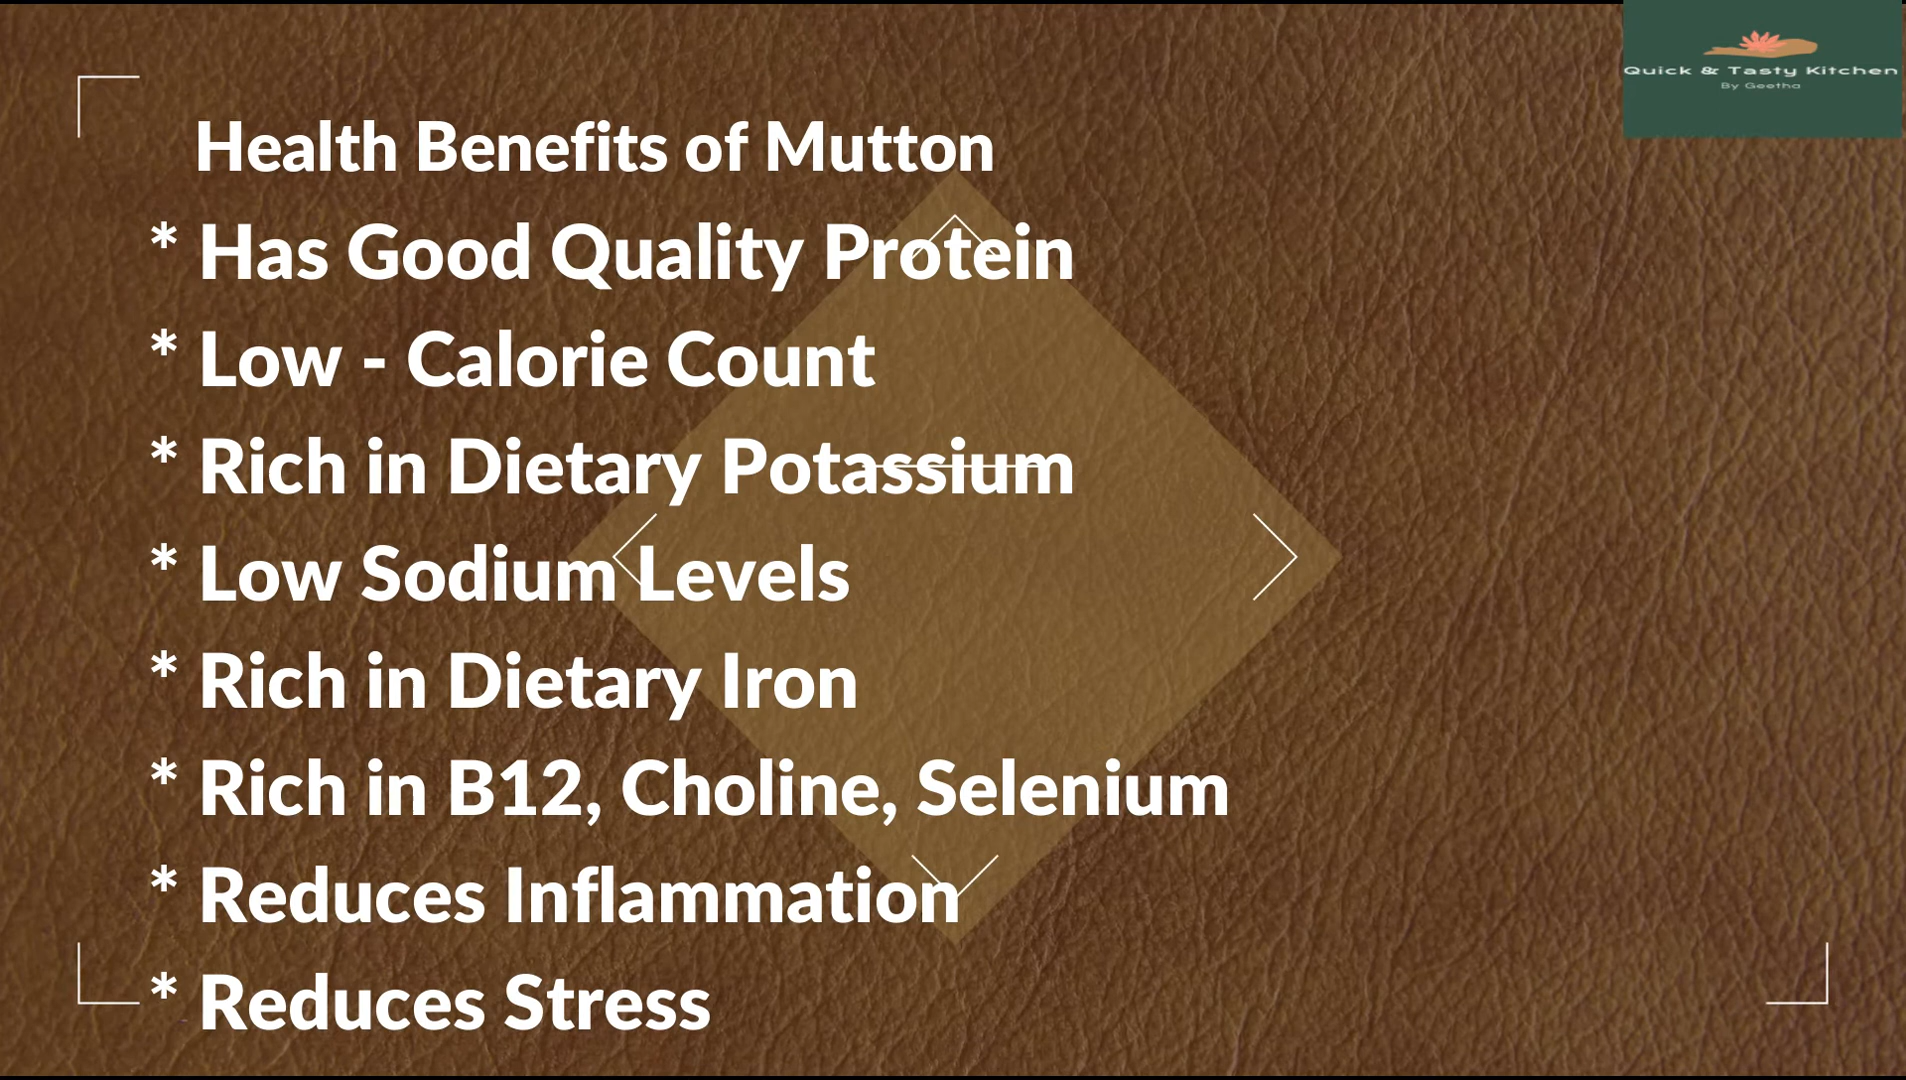 Quick & Tasty Kitchen
By Geetha
Health Benefits of Mutton
* Has Good Quality Protein
* Low - Calorie Count
* Rich in Dietary Potassium
* Low Sodium Levels
* Rich in Dietary Iron
* Rich in B12, Choline, Selenium
* Reduces Inflammation
* Reduces Stress